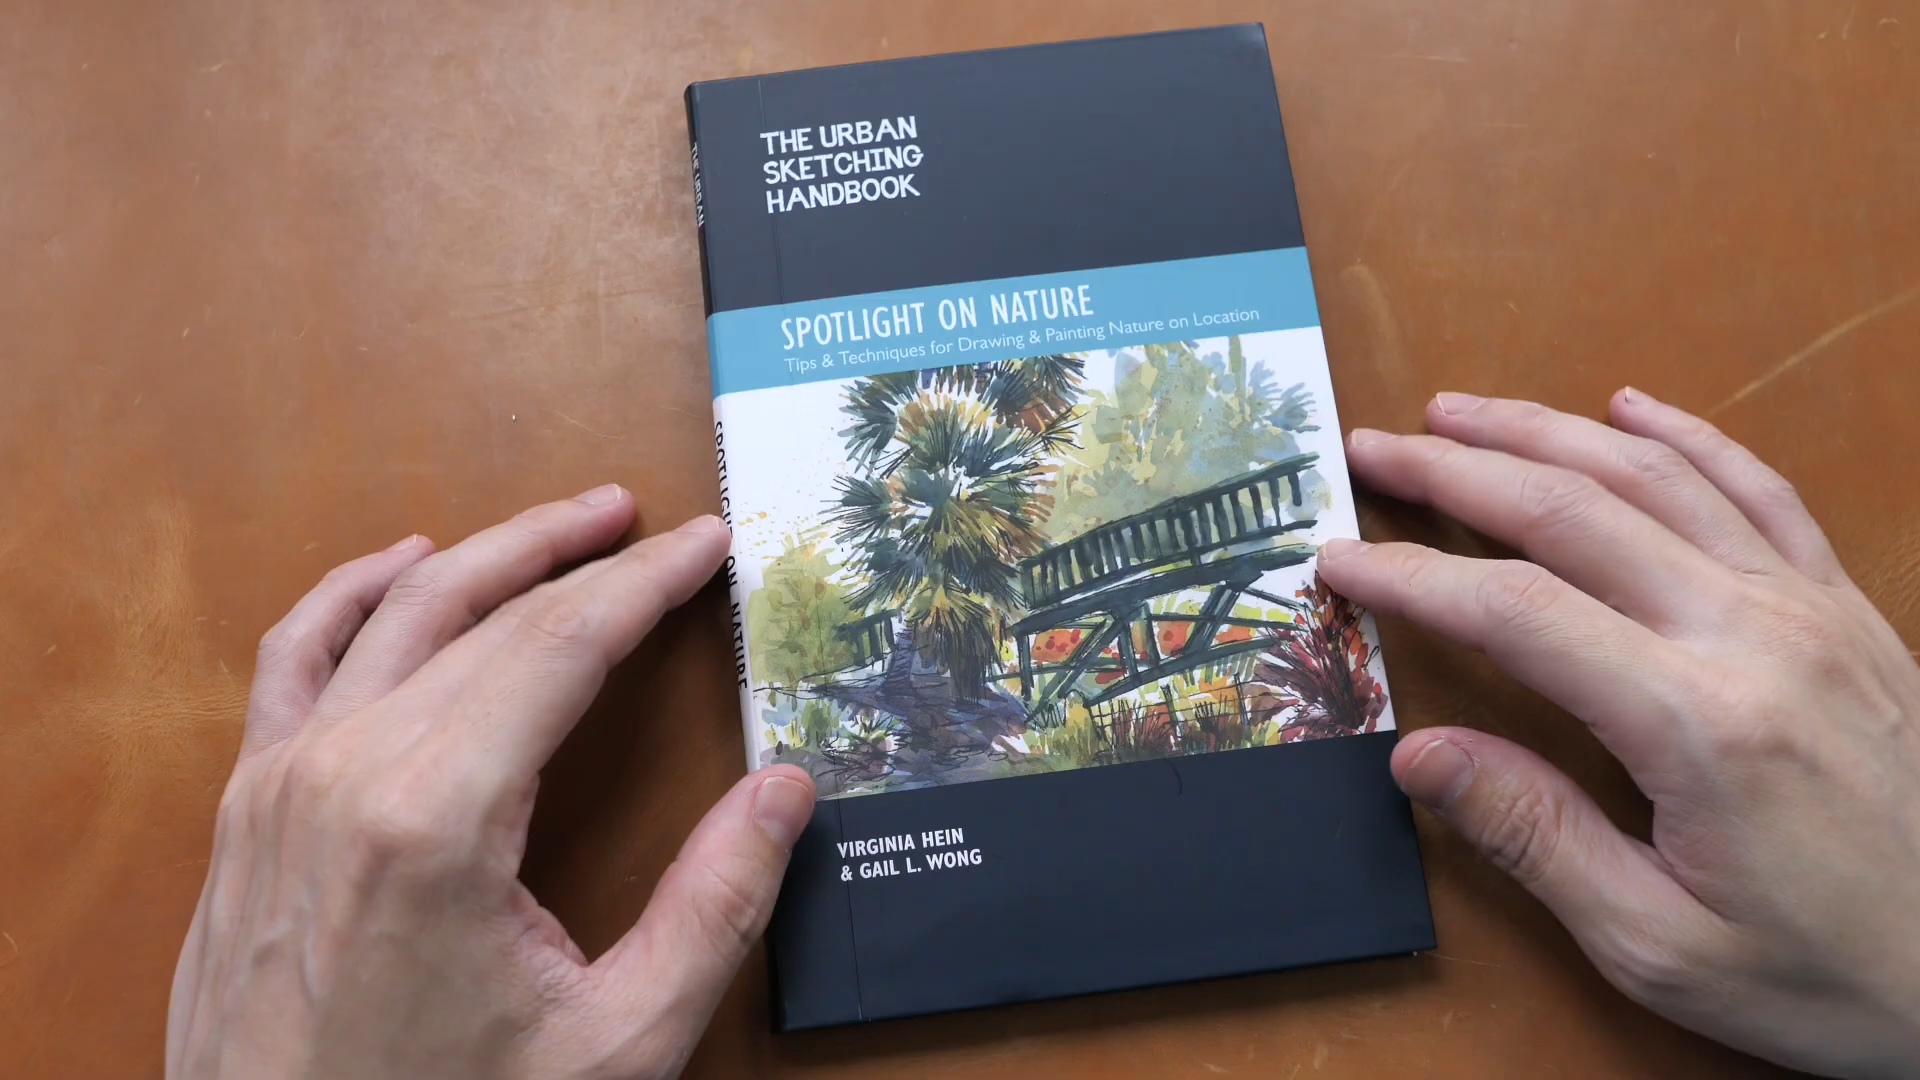 THE URBAN
SKETCHING
HANDBOOK
SPOTLIGHT ON NATURE
Tips & Techniques for Drawing & Painting Nature on Location
VIRGINIA HEIN
& GAIL L. WONG
THE URBAN
SPOTLIGHT ON NATURE